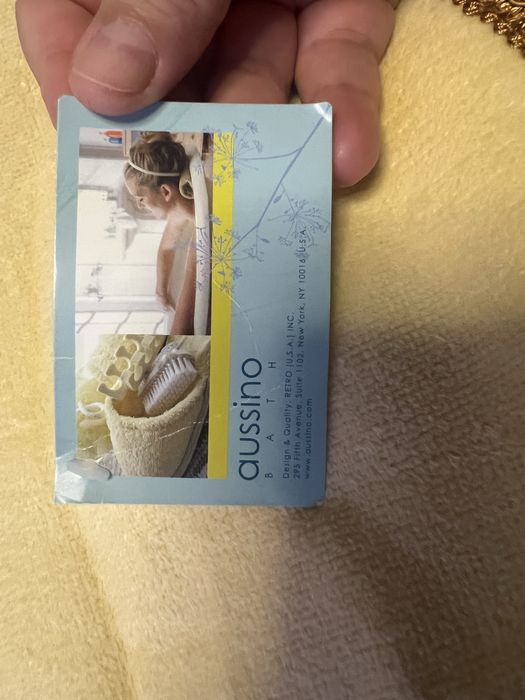 aussino
B A T H
Design & Quality: RETRO (U.S.A.) INC.
295 Fifth Avenue, Suite 1102, New York, NY 10016, U.S.A.
www.aussino.com